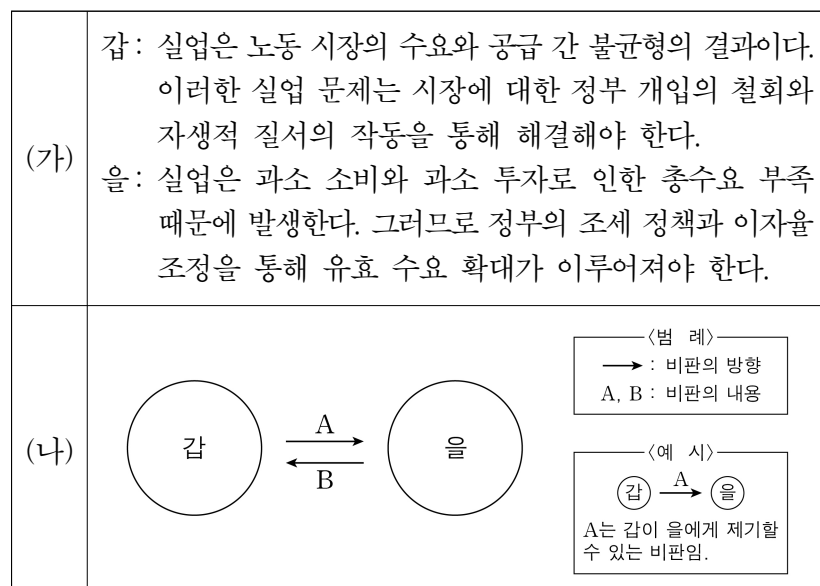 (가)
갑 : 실업은 노동 시장의 수요와 공급 간 불균형의 결과이다.
이러한 실업 문제는 시장에 대한 정부 개입의 철회와
자생적 질서의 작동을 통해 해결해야 한다.
을 : 실업은 과소 소비와 과소 투자로 인한 총수요 부족
때문에 발생한다. 그러므로 정부의 조세 정책과 이자율
조정을 통해 유효 수요 확대가 이루어져야 한다.
(나)
갑
A
B
을
〈범 례〉
→ : 비판의 방향
A, B : 비판의 내용
〈예 시〉
갑 A 을
A는 갑이 을에게 제기할
수 있는 비판임.